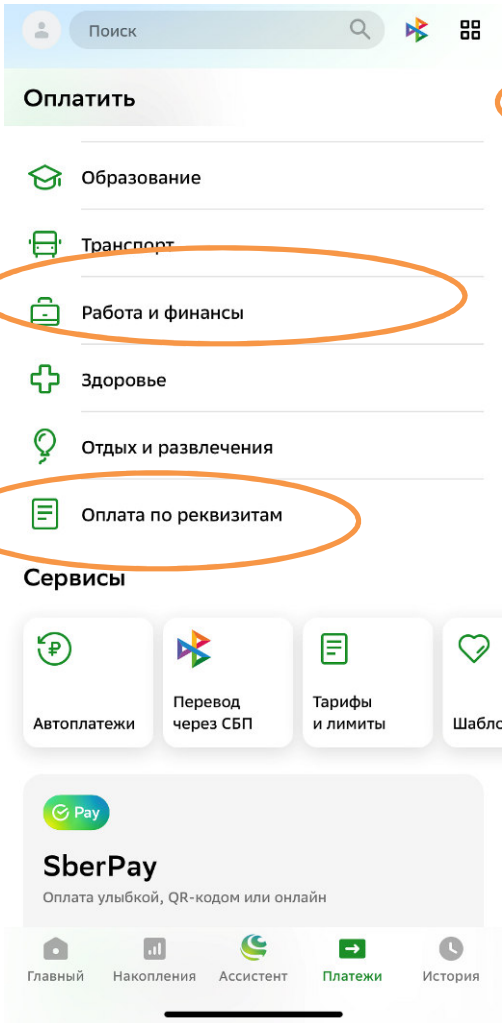 Поиск
Оплатить
Образование
Транспорт
Работа и финансы
Здоровье
Отдых и развлечения
Оплата по реквизитам
Сервисы
Автоплатежи
Перевод
через СБП
Тарифы
и лимиты
Шабло
Pay
SberPay
Оплата улыбкой, QR-кодом или онлайн
Главный Накопления Ассистент Платежи История